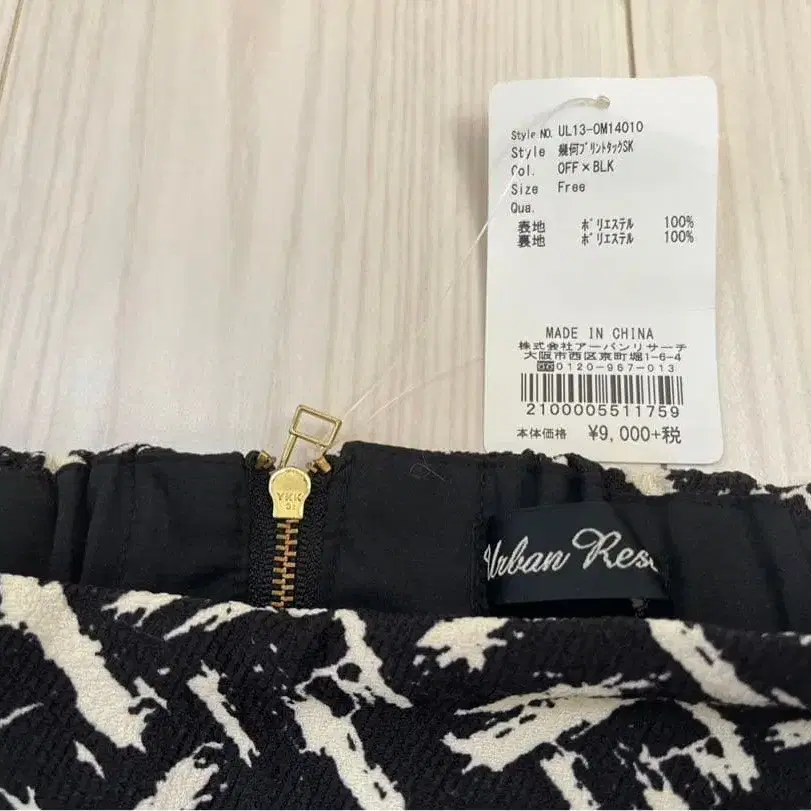 Style NO. UL13-OM14010
Style 幾何プリントタックSK
Col. OFF×BLK
Size Free
Qua.
表地 ポリエステル 100%
裏地 ポリエステル 100%
MADE IN CHINA
株式会社アーバンリサーチ
大阪市西区京町堀1-6-4
0120-967-013
2100005511759
本体価格 ¥9,000+税
YKK
Urban Rese